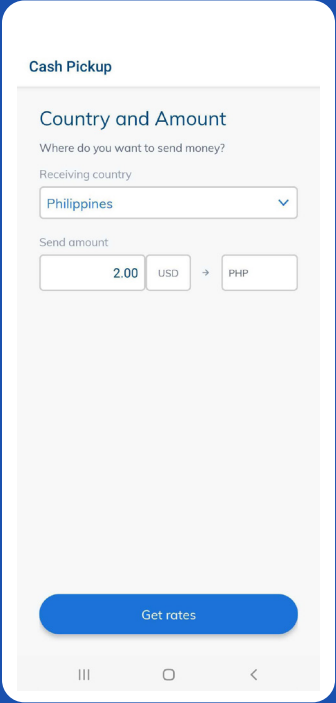 Cash Pickup
Country and Amount
Where do you want to send money?
Receiving country
Philippines
Send amount
2.00 USD → PHP
Get rates